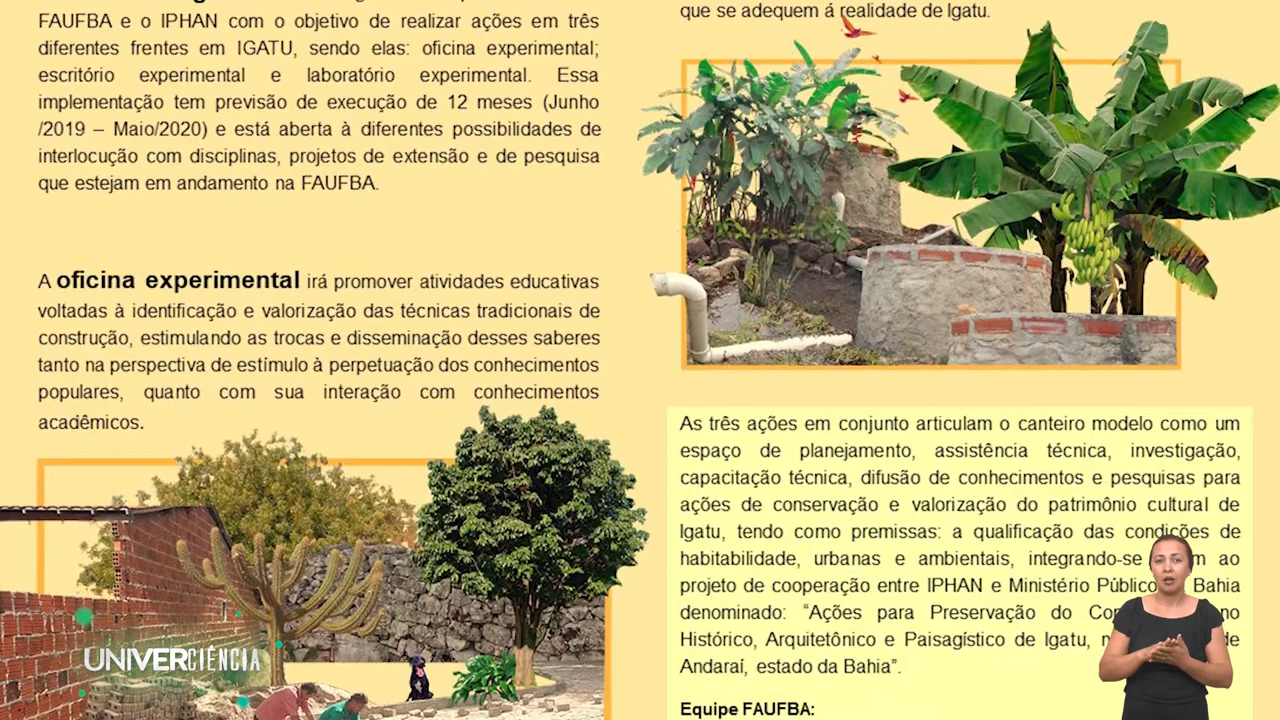 FAUFBA e o IPHAN com o objetivo de realizar ações em três
diferentes frentes em IGATU, sendo elas: oficina experimental;
escritório experimental e laboratório experimental. Essa
implementação tem previsão de execução de 12 meses (Junho
/2019 – Maio/2020) e está aberta à diferentes possibilidades de
interlocução com disciplinas, projetos de extensão e de pesquisa
que estejam em andamento na FAUFBA.
A oficina experimental irá promover atividades educativas
voltadas à identificação e valorização das técnicas tradicionais de
construção, estimulando as trocas e disseminação desses saberes
tanto na perspectiva de estímulo à perpetuação dos conhecimentos
populares, quanto com sua interação com conhecimentos
acadêmicos.
UNIVERCIÊNCIA
que se adequem á realidade de Igatu.
As três ações em conjunto articulam o canteiro modelo como um
espaço de planejamento, assistência técnica, investigação,
capacitação técnica, difusão de conhecimentos e pesquisas para
ações de conservação e valorização do patrimônio cultural de
Igatu, tendo como premissas: a qualificação das condições de
habitabilidade, urbanas e ambientais, integrando-se ao
projeto de cooperação entre IPHAN e Ministério Público Bahia
denominado: “Ações para Preservação do
Histórico, Arquitetônico e Paisagístico de Igatu, de
Andaraí, estado da Bahia”.
Equipe FAUFBA: